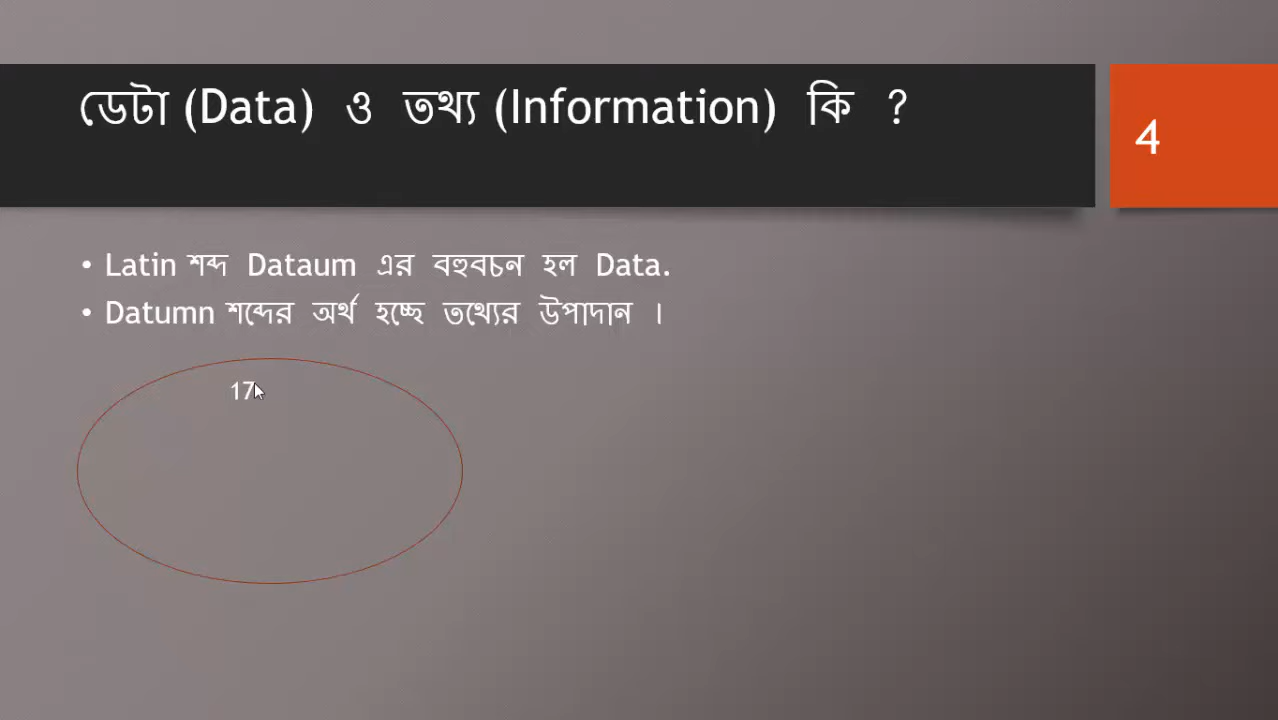 ডেটা (Data) ও তথ্য (Information) কি ?
4
• Latin শব্দ Dataum এর বহুবচন হল Data.
• Datumn শব্দের অর্থ হচ্ছে তথ্যের উপাদান ।
17